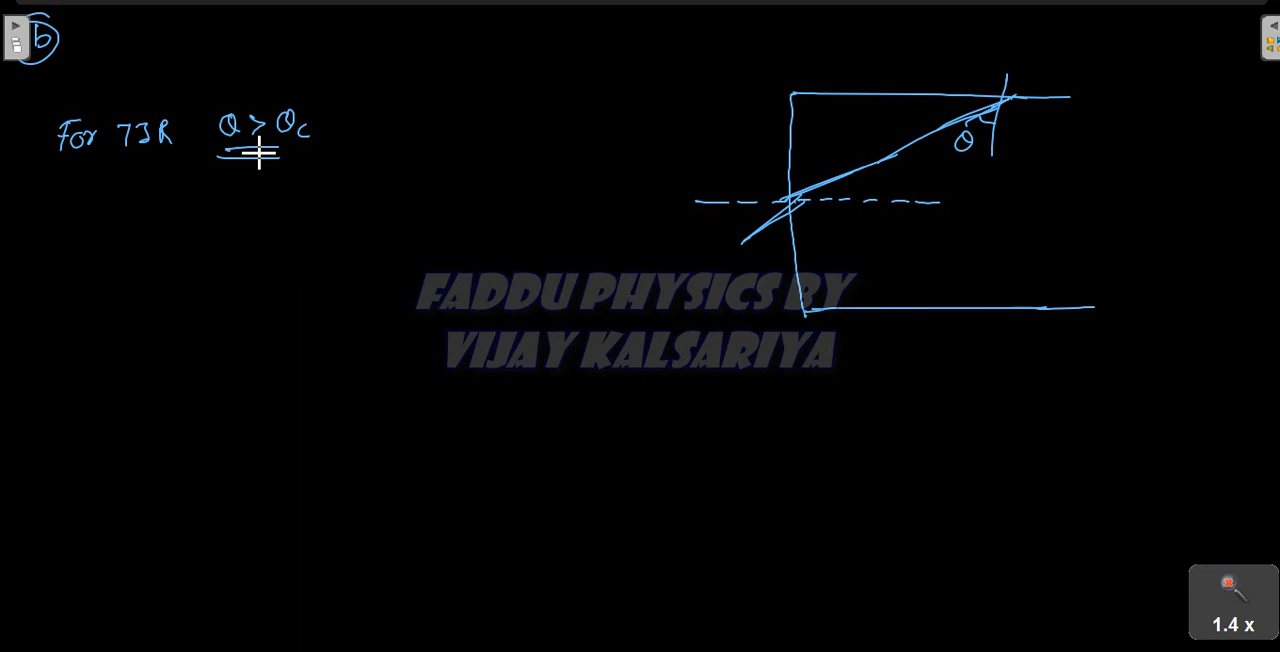 b
For TIR θ > θc
θ
FADDU PHYSICS BY
VIJAY KALSARIYA
1.4 x